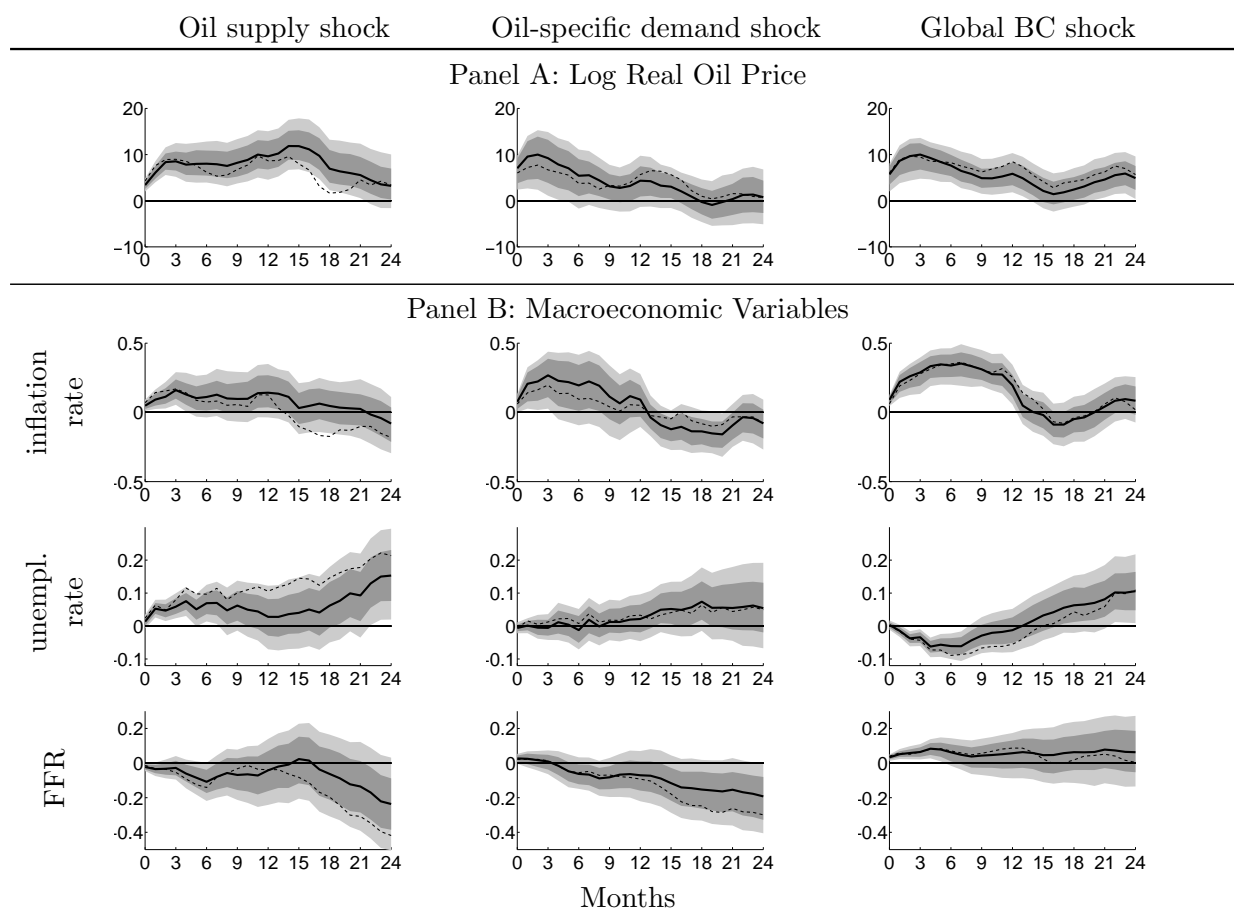 Oil supply shock Oil-specific demand shock Global BC shock
Panel A: Log Real Oil Price
20 20 20
10 10 10
0 0 0
−10 −10 −10
0 3 6 9 12 15 18 21 24 0 3 6 9 12 15 18 21 24 0 3 6 9 12 15 18 21 24
Panel B: Macroeconomic Variables
inflation
rate
0.5 0.5 0.5
0 0 0
-0.5 -0.5 -0.5
0 3 6 9 12 15 18 21 24 0 3 6 9 12 15 18 21 24 0 3 6 9 12 15 18 21 24
unempl.
rate
0.2 0.2 0.2
0.1 0.1 0.1
0 0 0
-0.1 -0.1 -0.1
0 3 6 9 12 15 18 21 24 0 3 6 9 12 15 18 21 24 0 3 6 9 12 15 18 21 24
FFR
0.2 0.2 0.2
0 0 0
-0.2 -0.2 -0.2
-0.4 -0.4 -0.4
0 3 6 9 12 15 18 21 24 0 3 6 9 12 15 18 21 24 0 3 6 9 12 15 18 21 24
Months